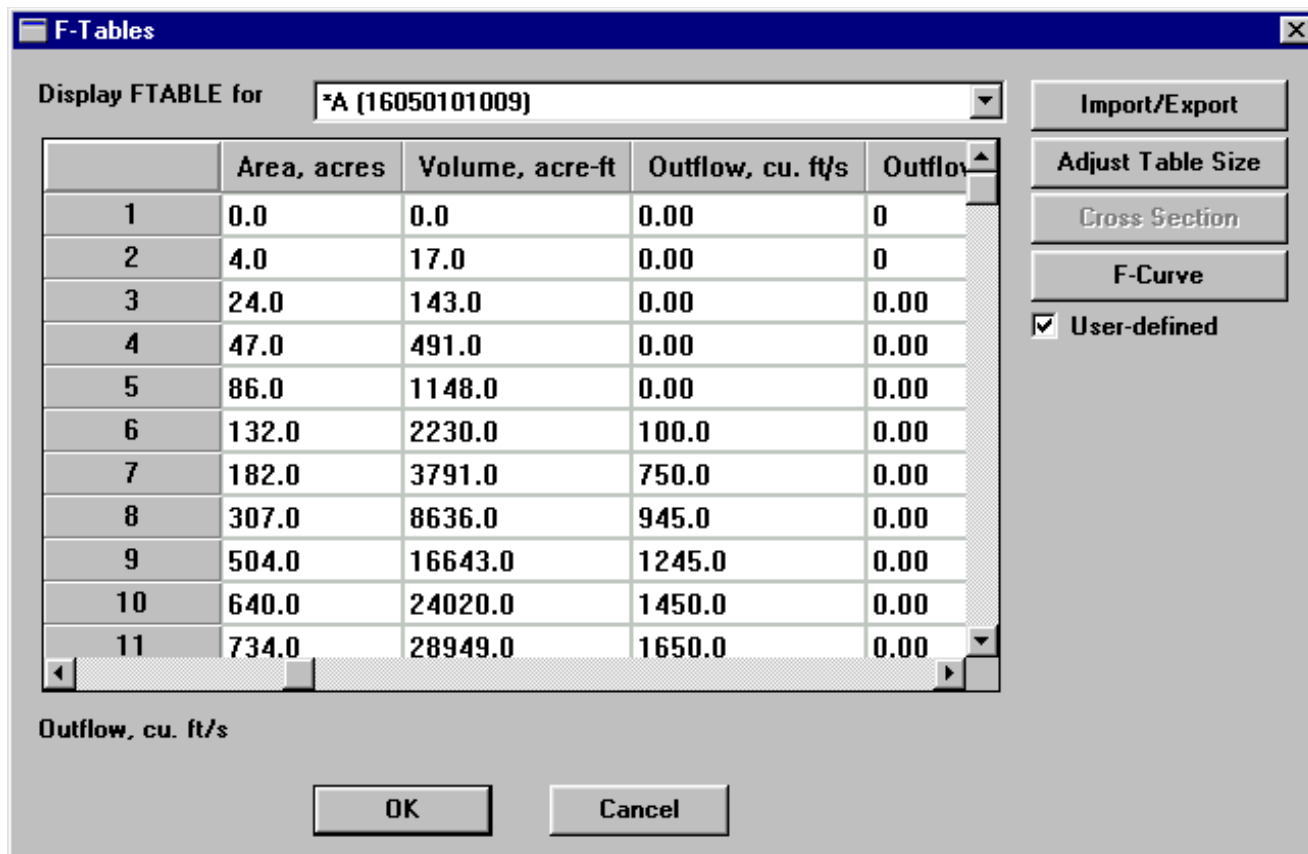 F-Tables
Display FTABLE for *A (16050101009) Import/Export
Area, acres Volume, acre-ft Outflow, cu. ft/s Outflov Adjust Table Size
1 0.0 0.0 0.00 0 Cross Section
2 4.0 17.0 0.00 0 F-Curve
3 24.0 143.0 0.00 0.00 User-defined
4 47.0 491.0 0.00 0.00
5 86.0 1148.0 0.00 0.00
6 132.0 2230.0 100.0 0.00
7 182.0 3791.0 750.0 0.00
8 307.0 8636.0 945.0 0.00
9 504.0 16643.0 1245.0 0.00
10 640.0 24020.0 1450.0 0.00
11 734.0 28949.0 1650.0 0.00
Outflow, cu. ft/s
OK Cancel